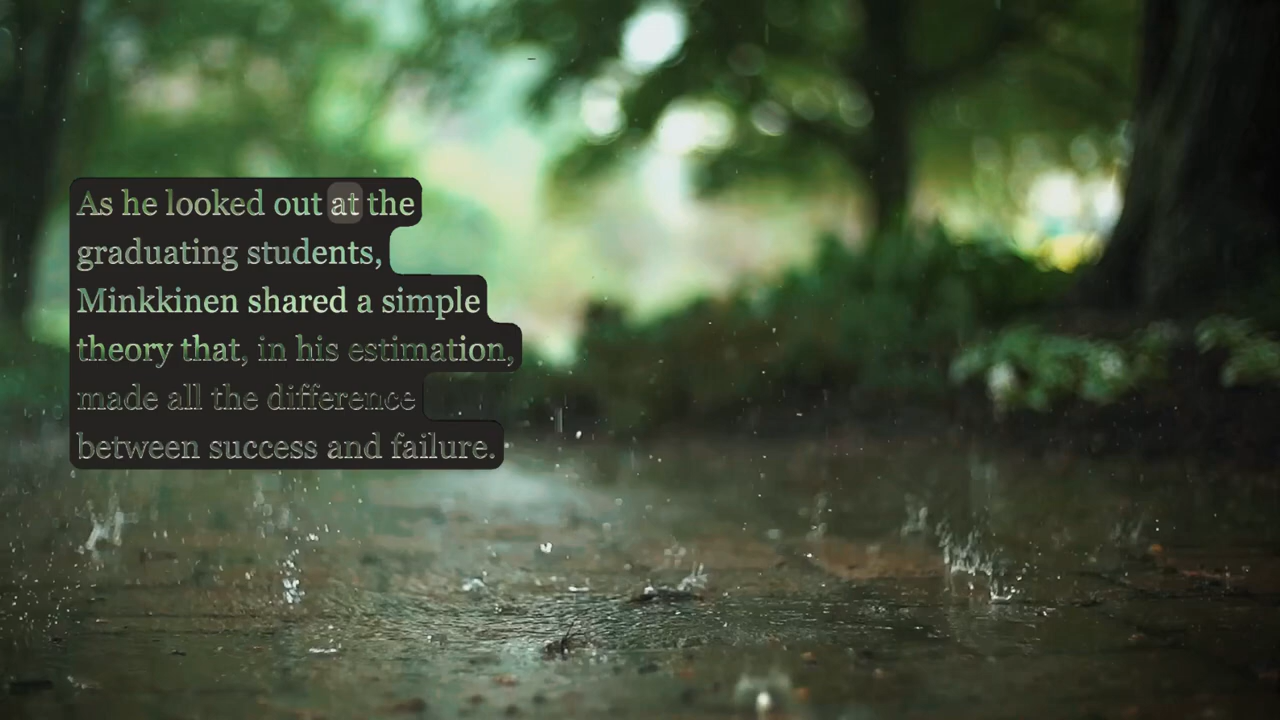 As he looked out at the
graduating students,
Minkkinen shared a simple
theory that, in his estimation,
made all the difference
between success and failure.